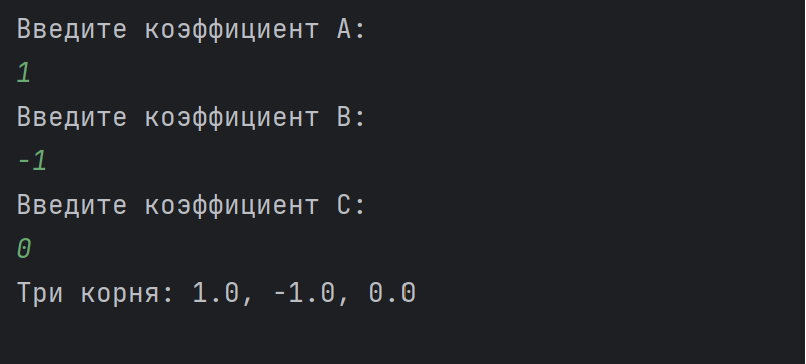 Введите коэффициент A:
1
Введите коэффициент B:
-1
Введите коэффициент C:
0
Три корня: 1.0, -1.0, 0.0